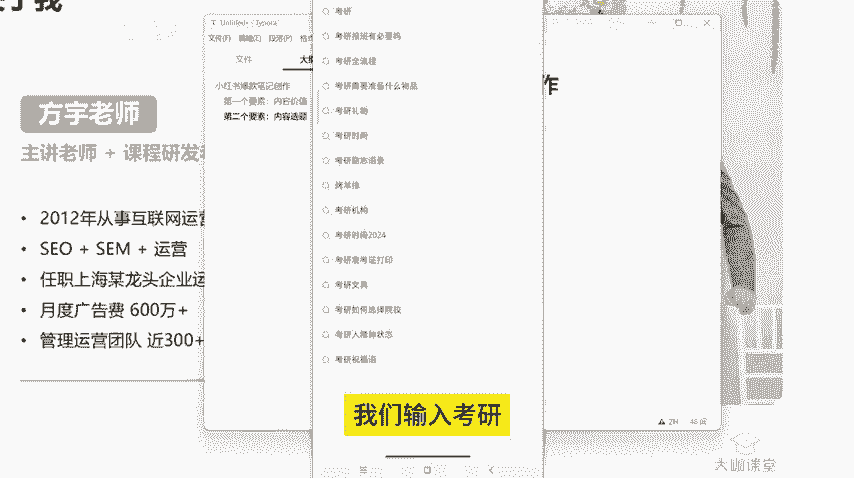 于我
方宇老师
主讲老师 + 课程研发
• 2012年从事互联网运营
• SEO + SEM + 运营
• 任职上海某龙头企业运
• 月度广告费 600万+
• 管理运营团队 近300+
Untitled - Typora
文件(F) 编辑(E) 段落(P) 格式
文件
大纲
小红书爆款笔记创作
第一个要素：内容价值
第二个要素：内容选题
作
考研
考研报班有必要吗
考研全流程
考研需要准备什么物品
考研礼物
考研时间
考研励志语录
烤羊排
考研机构
考研时间2024
考研准考证打印
考研文具
考研如何选择院校
考研人精神状态
考研祝福语
我们输入考研
大咖课堂